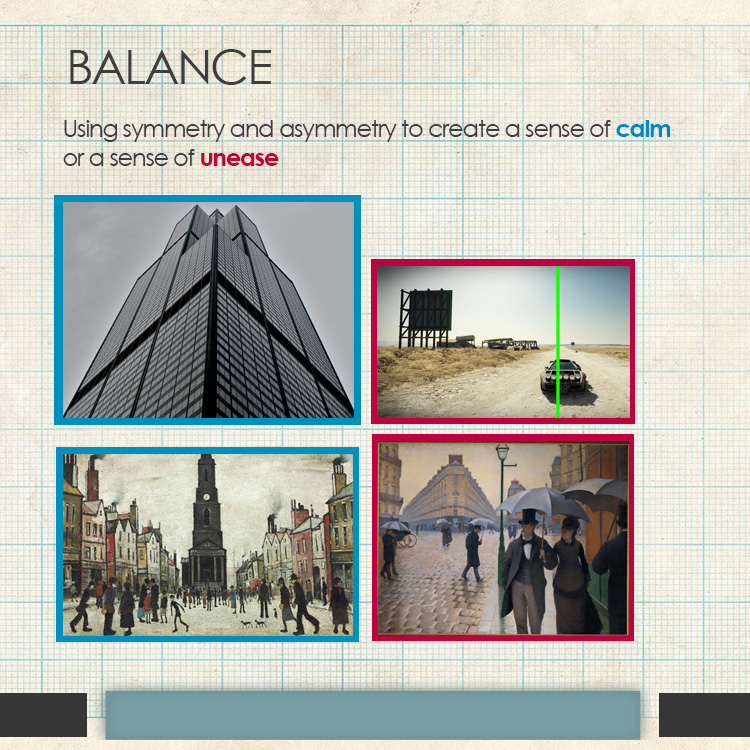 BALANCE
Using symmetry and asymmetry to create a sense of calm
or a sense of unease